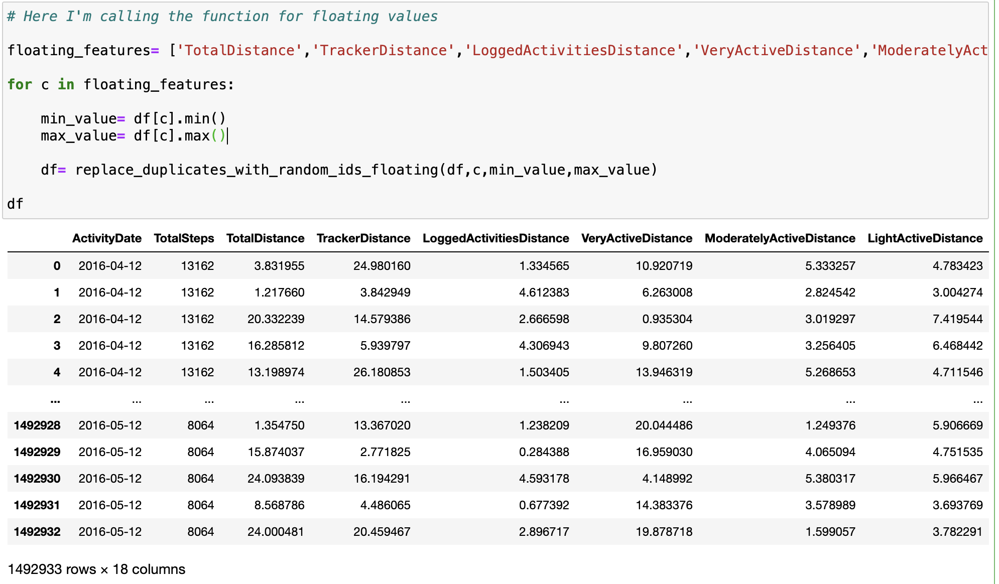 # Here I'm calling the function for floating values
floating_features= ['TotalDistance','TrackerDistance','LoggedActivitiesDistance','VeryActiveDistance','ModeratelyAct
for c in floating_features:
min_value= df[c].min()
max_value= df[c].max()
df= replace_duplicates_with_random_ids_floating(df,c,min_value,max_value)
df
ActivityDate TotalSteps TotalDistance TrackerDistance LoggedActivitiesDistance VeryActiveDistance ModeratelyActiveDistance LightActiveDistance
0 2016-04-12 13162 3.831955 24.980160 1.334565 10.920719 5.333257 4.783423
1 2016-04-12 13162 1.217660 3.842949 4.612383 6.263008 2.824542 3.004274
2 2016-04-12 13162 20.332239 14.579386 2.666598 0.935304 3.019297 7.419544
3 2016-04-12 13162 16.285812 5.939797 4.306943 9.807260 3.256405 6.468442
4 2016-04-12 13162 13.198974 26.180853 1.503405 13.946319 5.268653 4.711546
... ... ... ... ... ... ... ... ...
1492928 2016-05-12 8064 1.354750 13.367020 1.238209 20.044486 1.249376 5.906669
1492929 2016-05-12 8064 15.874037 2.771825 0.284388 16.959030 4.065094 4.751535
1492930 2016-05-12 8064 24.093839 16.194291 4.593178 4.148992 5.380317 5.966467
1492931 2016-05-12 8064 8.568786 4.486065 0.677392 14.383376 3.578989 3.693769
1492932 2016-05-12 8064 24.000481 20.459467 2.896717 19.878718 1.599057 3.782291
1492933 rows × 18 columns